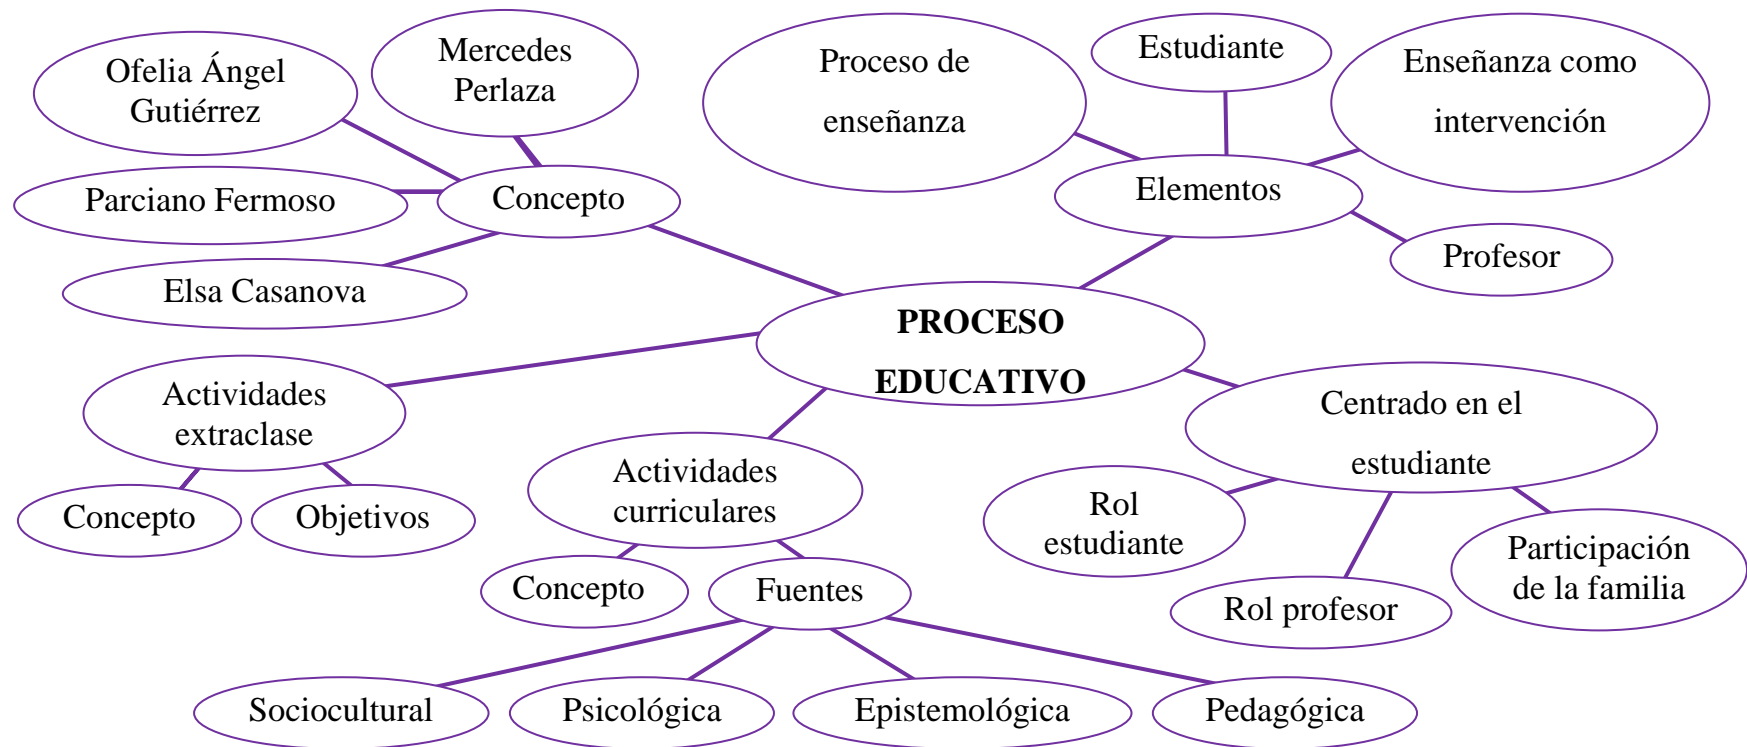 Ofelia Ángel
Gutiérrez
Mercedes
Perlaza
Parciano Fermoso
Concepto
Elsa Casanova
Proceso de
enseñanza
Estudiante
Enseñanza como
intervención
Elementos
Profesor
PROCESO
EDUCATIVO
Actividades
extraclase
Concepto
Objetivos
Actividades
curriculares
Concepto
Fuentes
Sociocultural
Psicológica
Epistemológica
Pedagógica
Centrado en el
estudiante
Rol
estudiante
Rol profesor
Participación
de la familia